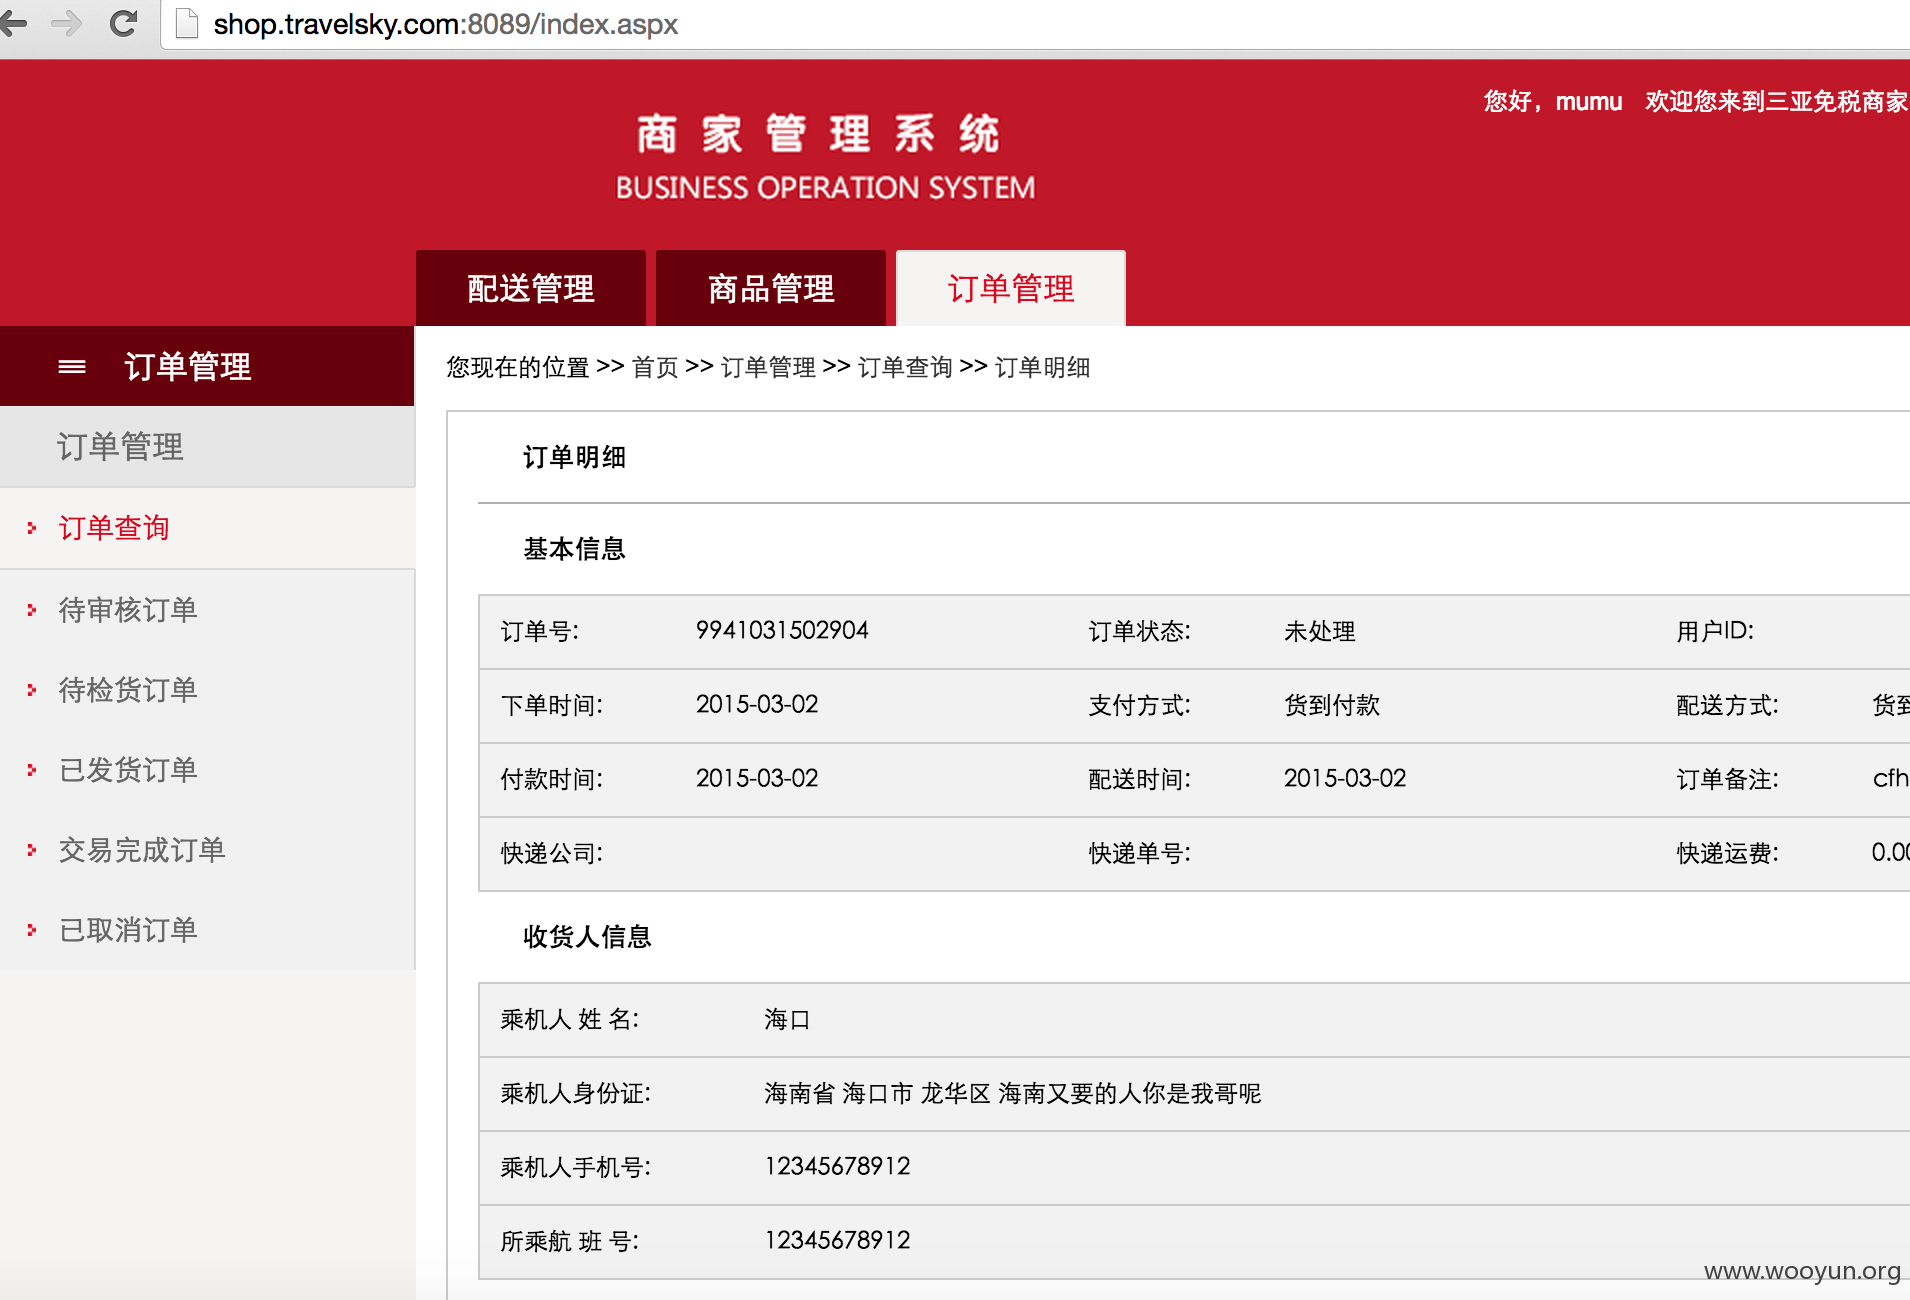 shop.travelsky.com:8089/index.aspx
您好，mumu 欢迎您来到三亚免税商家
商家管理系统
BUSINESS OPERATION SYSTEM
配送管理 商品管理 订单管理
订单管理
您现在的位置 >> 首页 >> 订单管理 >> 订单查询 >> 订单明细
订单管理
订单明细
订单查询
基本信息
待审核订单
订单号: 9941031502904 订单状态: 未处理 用户ID:
待检货订单
下单时间: 2015-03-02 支付方式: 货到付款 配送方式: 货到
已发货订单
付款时间: 2015-03-02 配送时间: 2015-03-02 订单备注: cfh
交易完成订单
快递公司: 快递单号: 快递运费: 0.00
已取消订单
收货人信息
乘机人 姓 名: 海口
乘机人身份证: 海南省 海口市 龙华区 海南又要的人你是我哥呢
乘机人手机号: 12345678912
所乘航 班 号: 12345678912
www.wooyun.org